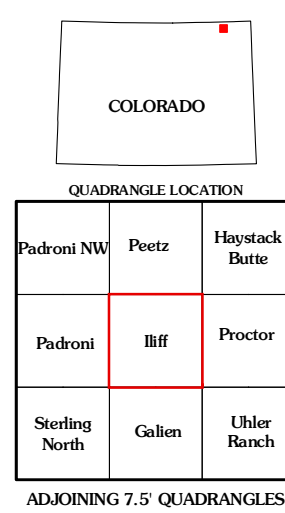 COLORADO
QUADRANGLE LOCATION
Padroni NW
Peetz
Haystack
Butte
Padroni
Iliff
Proctor
Sterling
North
Galien
Uhler
Ranch
ADJOINING 7.5' QUADRANGLES